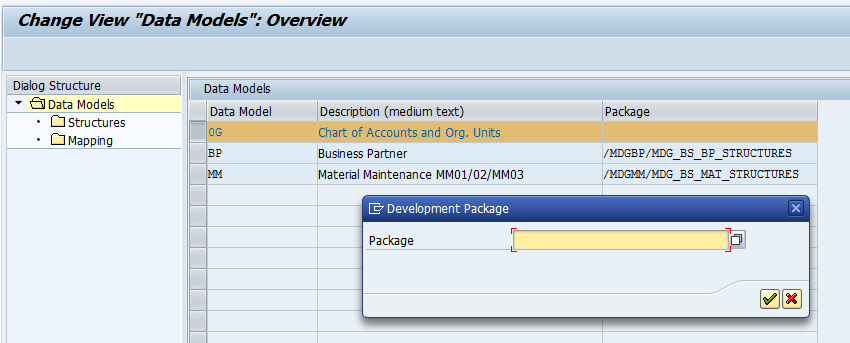 Change View "Data Models": Overview
Dialog Structure
Data Models
Structures
Mapping
Data Models
Data Model Description (medium text) Package
0G Chart of Accounts and Org. Units
BP Business Partner /MDGBP/MDG_BS_BP_STRUCTURES
MM Material Maintenance MM01/02/MM03 /MDGMM/MDG_BS_MAT_STRUCTURES
Development Package
Package